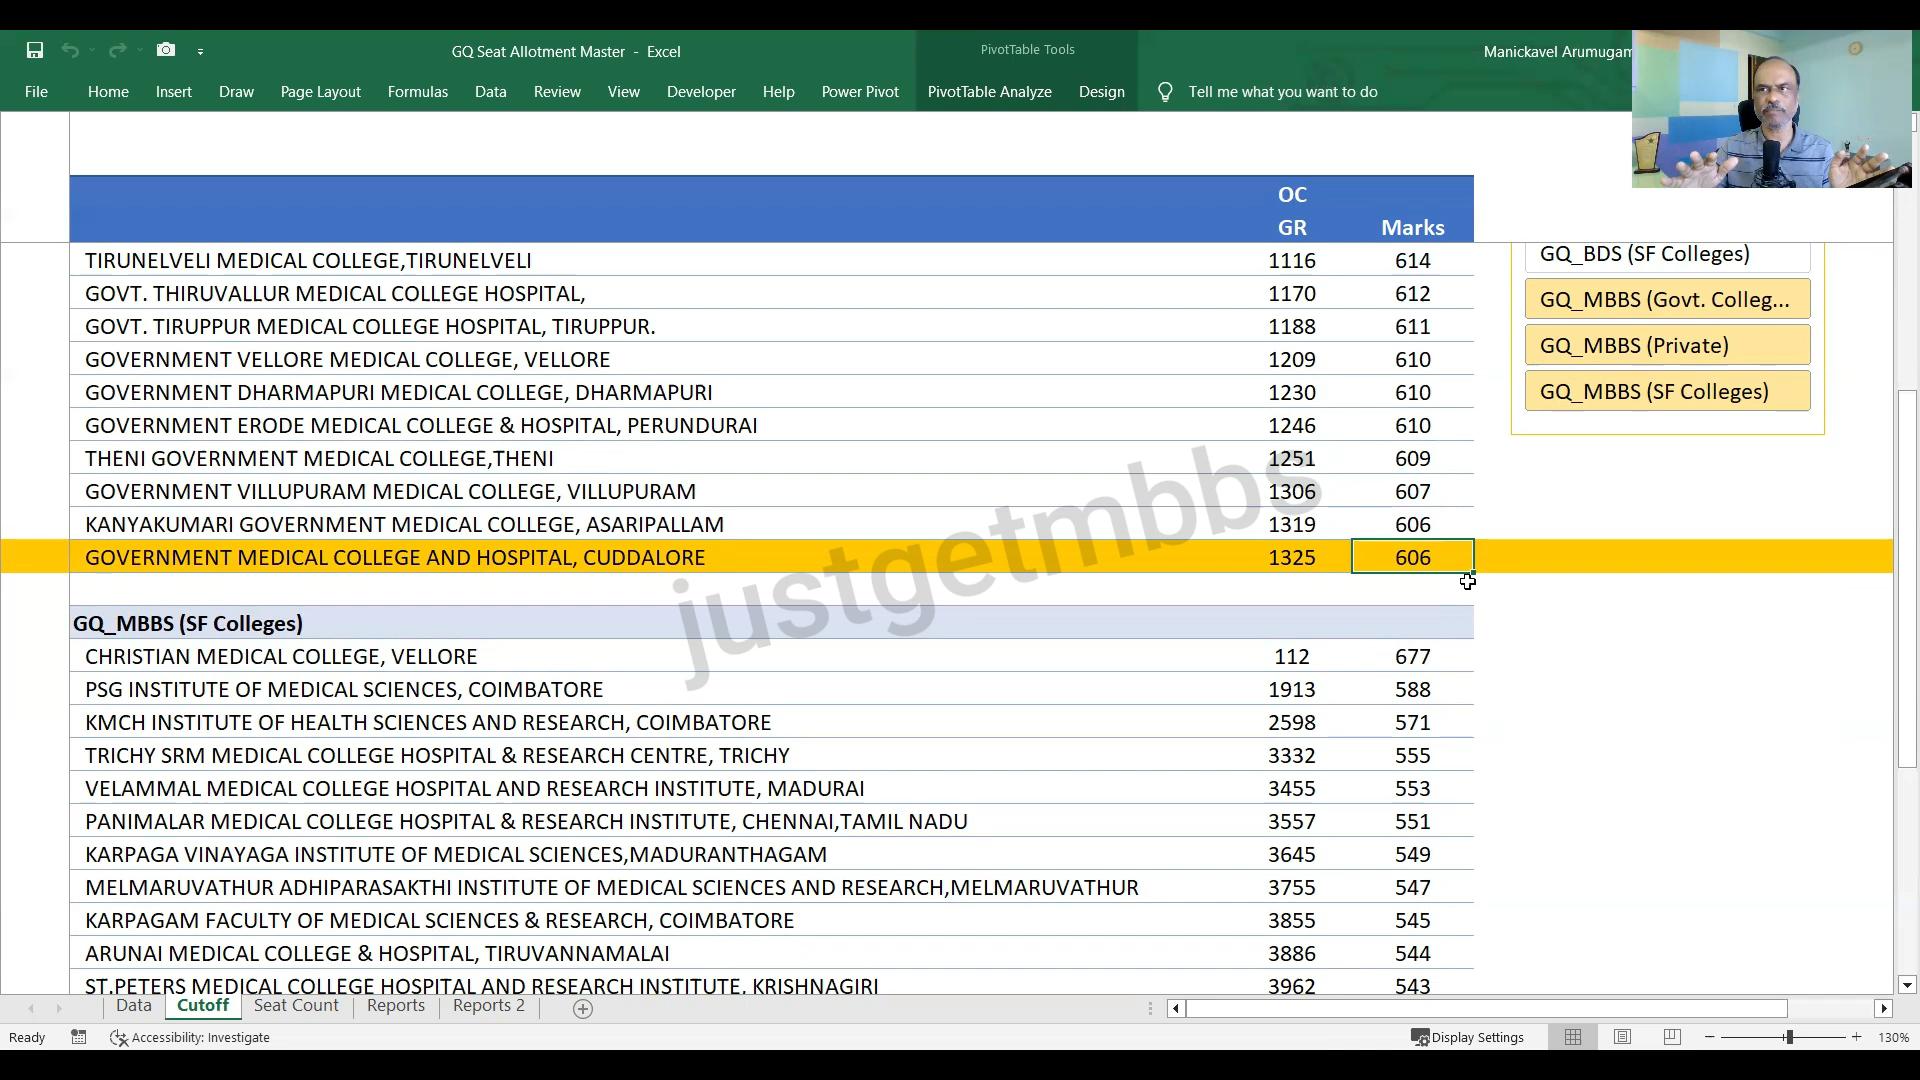 GQ Seat Allotment Master - Excel
PivotTable Tools
Manickavel Arumugam
File Home Insert Draw Page Layout Formulas Data Review View Developer Help Power Pivot PivotTable Analyze Design Tell me what you want to do
OC
GR Marks
TIRUNELVELI MEDICAL COLLEGE,TIRUNELVELI 1116 614
GOVT. THIRUVALLUR MEDICAL COLLEGE HOSPITAL, 1170 612
GOVT. TIRUPPUR MEDICAL COLLEGE HOSPITAL, TIRUPPUR. 1188 611
GOVERNMENT VELLORE MEDICAL COLLEGE, VELLORE 1209 610
GOVERNMENT DHARMAPURI MEDICAL COLLEGE, DHARMAPURI 1230 610
GOVERNMENT ERODE MEDICAL COLLEGE & HOSPITAL, PERUNDURAI 1246 610
THENI GOVERNMENT MEDICAL COLLEGE,THENI 1251 609
GOVERNMENT VILLUPURAM MEDICAL COLLEGE, VILLUPURAM 1306 607
KANYAKUMARI GOVERNMENT MEDICAL COLLEGE, ASARIPALLAM 1319 606
GOVERNMENT MEDICAL COLLEGE AND HOSPITAL, CUDDALORE 1325 606
GQ_MBBS (SF Colleges)
CHRISTIAN MEDICAL COLLEGE, VELLORE 112 677
PSG INSTITUTE OF MEDICAL SCIENCES, COIMBATORE 1913 588
KMCH INSTITUTE OF HEALTH SCIENCES AND RESEARCH, COIMBATORE 2598 571
TRICHY SRM MEDICAL COLLEGE HOSPITAL & RESEARCH CENTRE, TRICHY 3332 555
VELAMMAL MEDICAL COLLEGE HOSPITAL AND RESEARCH INSTITUTE, MADURAI 3455 553
PANIMALAR MEDICAL COLLEGE HOSPITAL & RESEARCH INSTITUTE, CHENNAI,TAMIL NADU 3557 551
KARPAGA VINAYAGA INSTITUTE OF MEDICAL SCIENCES,MADURANTHAGAM 3645 549
MELMARUVATHUR ADHIPARASAKTHI INSTITUTE OF MEDICAL SCIENCES AND RESEARCH,MELMARUVATHUR 3755 547
KARPAGAM FACULTY OF MEDICAL SCIENCES & RESEARCH, COIMBATORE 3855 545
ARUNAI MEDICAL COLLEGE & HOSPITAL, TIRUVANNAMALAI 3886 544
ST.PETERS MEDICAL COLLEGE HOSPITAL AND RESEARCH INSTITUTE, KRISHNAGIRI 3962 543
GQ_BDS (SF Colleges)
GQ_MBBS (Govt. Colleg...
GQ_MBBS (Private)
GQ_MBBS (SF Colleges)
justgetmbbs
Data Cutoff Seat Count Reports Reports 2
Ready Accessibility: Investigate Display Settings 130%